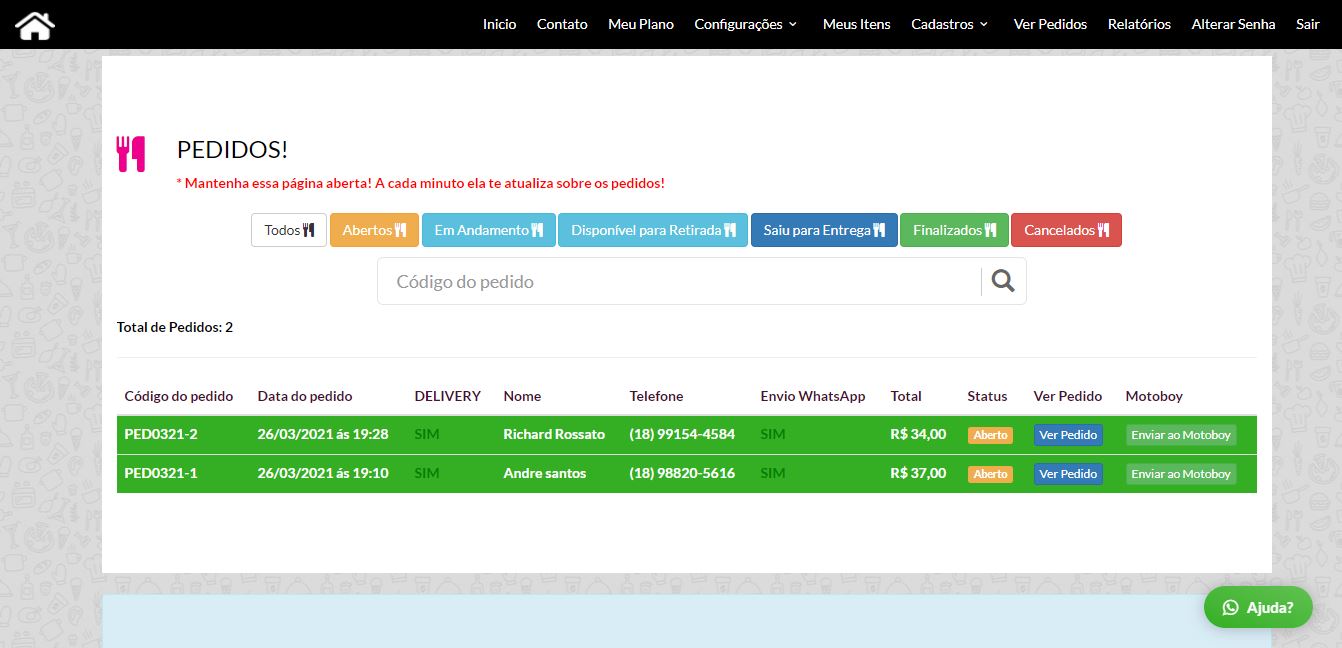 Inicio Contato Meu Plano Configurações Meus Itens Cadastros Ver Pedidos Relatórios Alterar Senha Sair
PEDIDOS!
* Mantenha essa página aberta! A cada minuto ela te atualiza sobre os pedidos!
Todos Abertos Em Andamento Disponível para Retirada Saiu para Entrega Finalizados Cancelados
Código do pedido
Total de Pedidos: 2
Código do pedido Data do pedido DELIVERY Nome Telefone Envio WhatsApp Total Status Ver Pedido Motoboy
PED0321-2 26/03/2021 ás 19:28 SIM Richard Rossato (18) 99154-4584 SIM R$ 34,00 Aberto Ver Pedido Enviar ao Motoboy
PED0321-1 26/03/2021 ás 19:10 SIM Andre santos (18) 98820-5616 SIM R$ 37,00 Aberto Ver Pedido Enviar ao Motoboy
Ajuda?